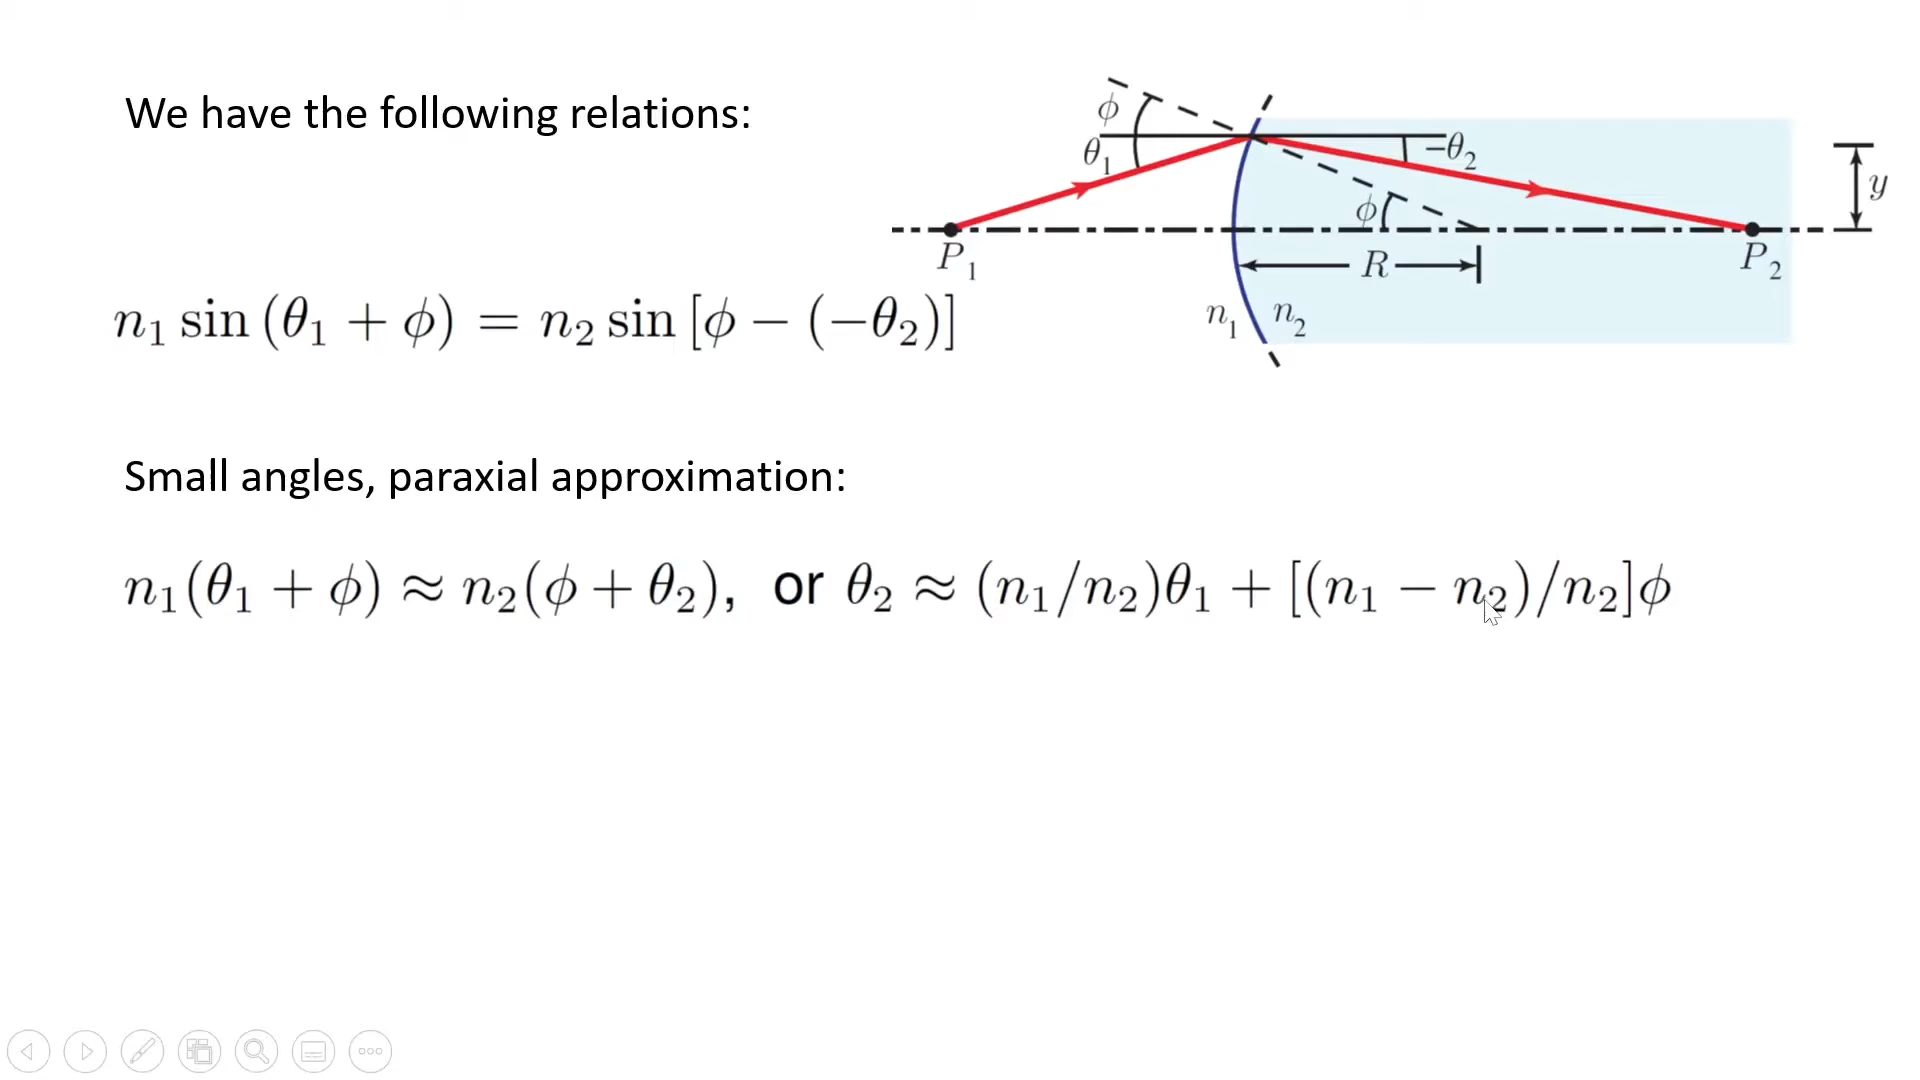 We have the following relations:
ϕ
θ₁
−θ₂
y
ϕ
P₁
R
P₂
n₁ n₂
n₁ sin (θ₁ + ϕ) = n₂ sin [ϕ − (−θ₂)]
Small angles, paraxial approximation:
n₁(θ₁ + ϕ) ≈ n₂(ϕ + θ₂), or θ₂ ≈ (n₁/n₂)θ₁ + [(n₁ − n₂)/n₂]ϕ